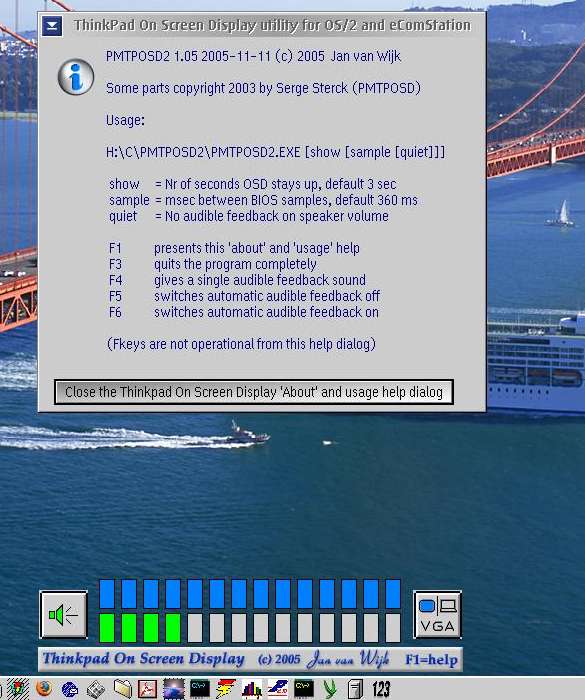 ThinkPad On Screen Display utility for OS/2 and eComStation
PMTPOSD2 1.05 2005-11-11 (c) 2005 Jan van Wijk
Some parts copyright 2003 by Serge Sterck (PMTPOSD)
Usage:
H:\C\PMTPOSD2\PMTPOSD2.EXE [show [sample [quiet]]]
show = Nr of seconds OSD stays up, default 3 sec
sample = msec between BIOS samples, default 360 ms
quiet = No audible feedback on speaker volume
F1 presents this 'about' and 'usage' help
F3 quits the program completely
F4 gives a single audible feedback sound
F5 switches automatic audible feedback off
F6 switches automatic audible feedback on
(Fkeys are not operational from this help dialog)
Close the Thinkpad On Screen Display 'About' and usage help dialog
VGA
Thinkpad On Screen Display (c) 2005 Jan van Wijk F1=help
123